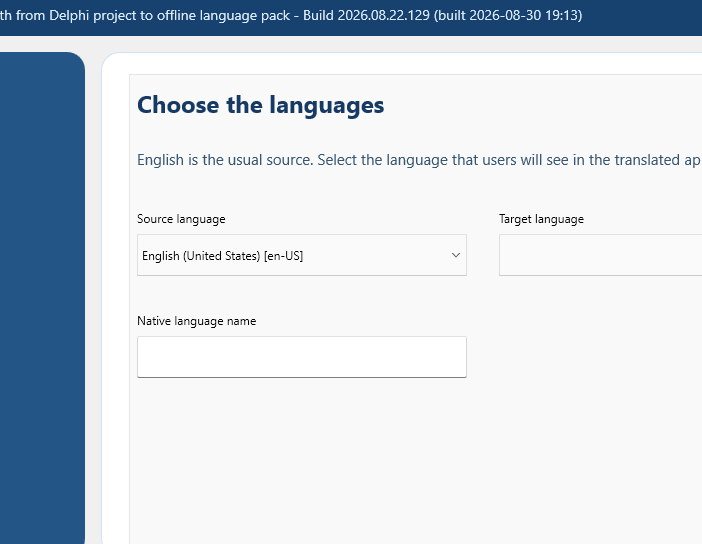 th from Delphi project to offline language pack - Build 2026.08.22.129 (built 2026-08-30 19:13)
Choose the languages
English is the usual source. Select the language that users will see in the translated ap
Source language
Target language
English (United States) [en-US]
Native language name